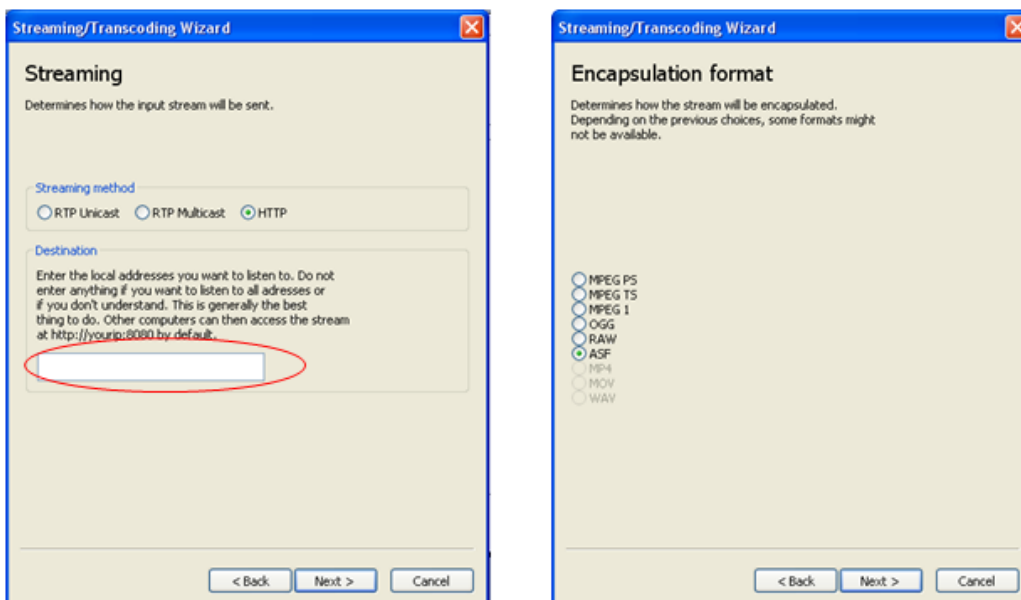 Streaming/Transcoding Wizard
Streaming
Determines how the input stream will be sent.
Streaming method
RTP Unicast RTP Multicast HTTP
Destination
Enter the local addresses you want to listen to. Do not
enter anything if you want to listen to all adresses or
if you don't understand. This is generally the best
thing to do. Other computers can then access the stream
at http://yourip:8080 by default.
< Back Next > Cancel
Streaming/Transcoding Wizard
Encapsulation format
Determines how the stream will be encapsulated.
Depending on the previous choices, some formats might
not be available.
MPEG PS
MPEG TS
MPEG 1
OGG
RAW
ASF
MP4
MOV
WAV
< Back Next > Cancel